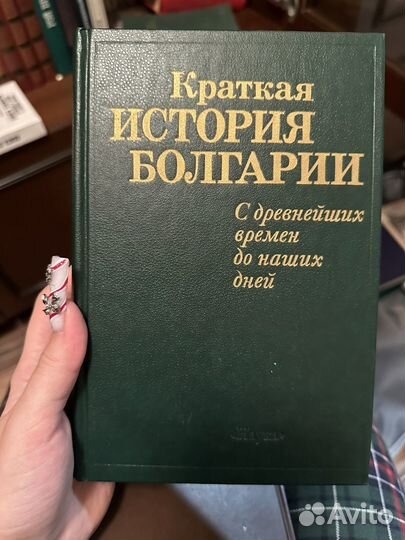 Краткая
ИСТОРИЯ
БОЛГАРИИ
С древнейших
времен
до наших
дней
«Наука»
Avito